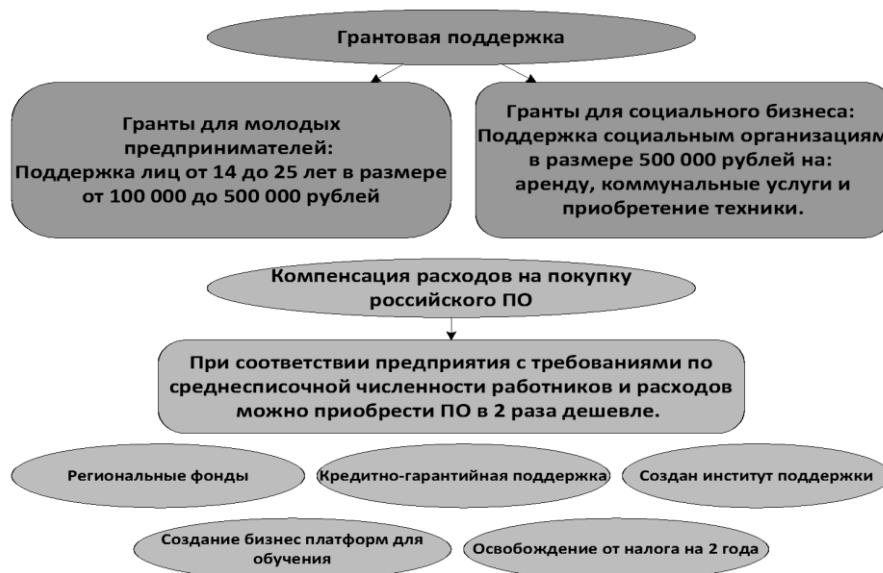 Грантовая поддержка
Гранты для молодых
предпринимателей:
Поддержка лиц от 14 до 25 лет в размере
от 100 000 до 500 000 рублей
Гранты для социального бизнеса:
Поддержка социальным организациям
в размере 500 000 рублей на:
аренду, коммунальные услуги и
приобретение техники.
Компенсация расходов на покупку
российского ПО
При соответствии предприятия с требованиями по
среднесписочной численности работников и расходов
можно приобрести ПО в 2 раза дешевле.
Региональные фонды
Кредитно-гарантийная поддержка
Создан институт поддержки
Создание бизнес платформ для
обучения
Освобождение от налога на 2 года